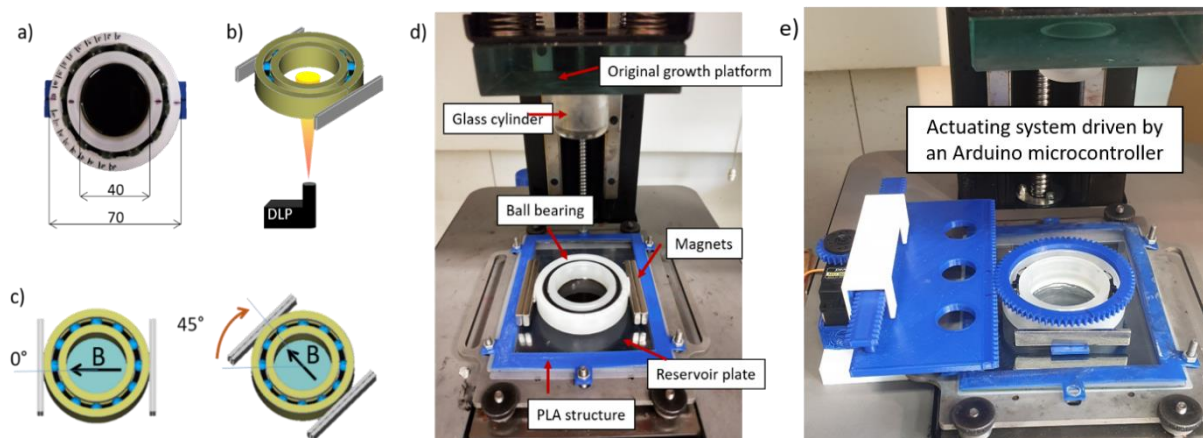 a)
40
70
b)
DLP
c)
0°
B
45°
B
d)
Original growth platform
Glass cylinder
Ball bearing
Magnets
Reservoir plate
PLA structure
e)
Actuating system driven by
an Arduino microcontroller